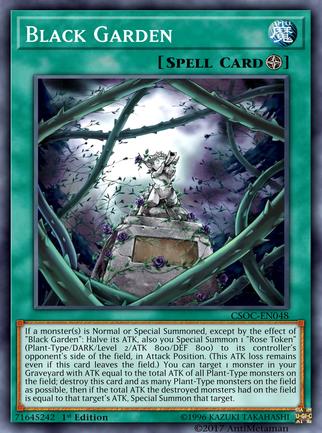 BLACK GARDEN
[SPELL CARD]
CSOC-EN048
If a monster(s) is Normal or Special Summoned, except by the effect of
"Black Garden": Halve its ATK, also you Special Summon 1 "Rose Token"
(Plant-Type/DARK/Level 2/ATK 800/DEF 800) to its controller's
opponent's side of the field, in Attack Position. (This ATK loss remains
even if this card leaves the field.) You can target 1 monster in your
Graveyard with ATK equal to the total ATK of all Plant-Type monsters on
the field; destroy this card and as many Plant-Type monsters on the field
as possible, then if the total ATK the destroyed monsters had on the field
is equal to that target's ATK, Special Summon that target.
71645242 1st Edition ©1996 KAZUKI TAKAHASHI
©2017 AntiMetaman